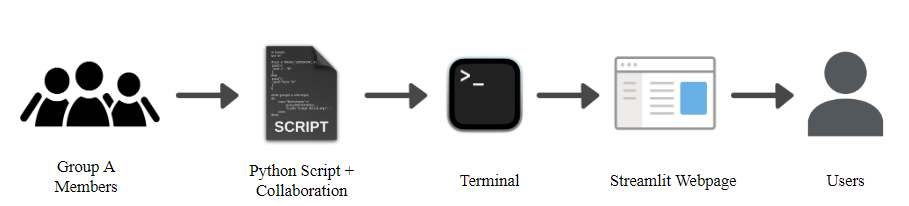 SCRIPT
>_
Group A
Members
Python Script +
Collaboration
Terminal
Streamlit Webpage
Users